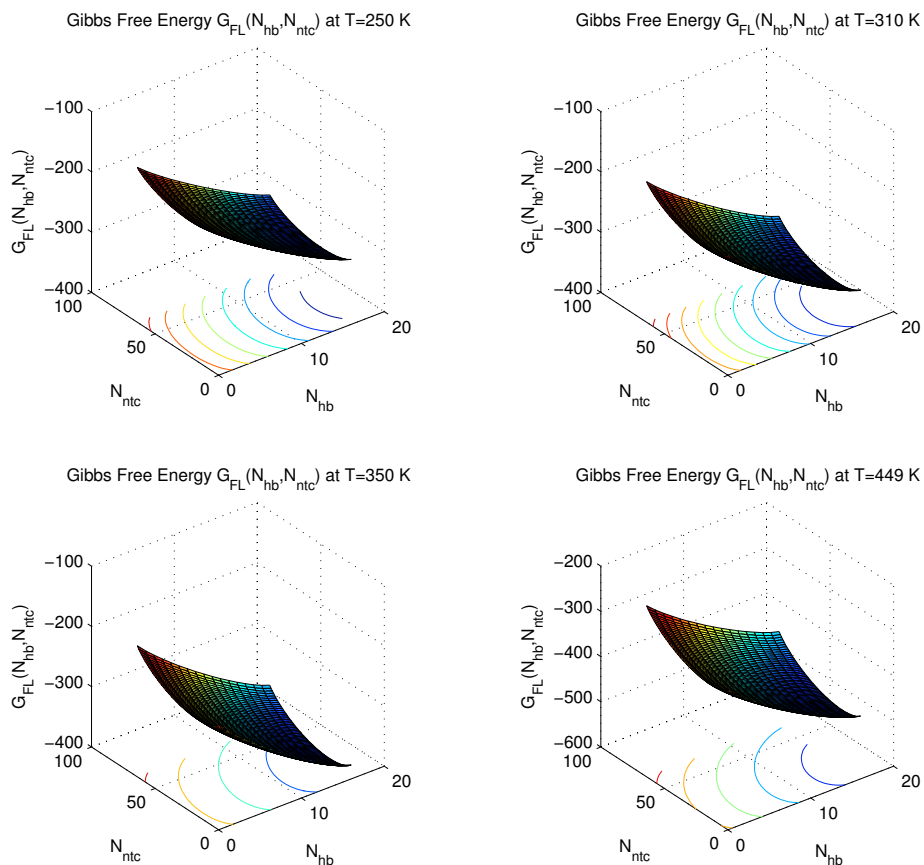 Gibbs Free Energy G_FL(N_hb,N_ntc) at T=250 K
−100
−200
−300
−400
G_FL(N_hb,N_ntc)
100
50
0
N_ntc
0
10
20
N_hb
Gibbs Free Energy G_FL(N_hb,N_ntc) at T=310 K
−100
−200
−300
−400
G_FL(N_hb,N_ntc)
100
50
0
N_ntc
0
10
20
N_hb
Gibbs Free Energy G_FL(N_hb,N_ntc) at T=350 K
−100
−200
−300
−400
G_FL(N_hb,N_ntc)
100
50
0
N_ntc
0
10
20
N_hb
Gibbs Free Energy G_FL(N_hb,N_ntc) at T=449 K
−200
−300
−400
−500
−600
G_FL(N_hb,N_ntc)
100
50
0
N_ntc
0
10
20
N_hb